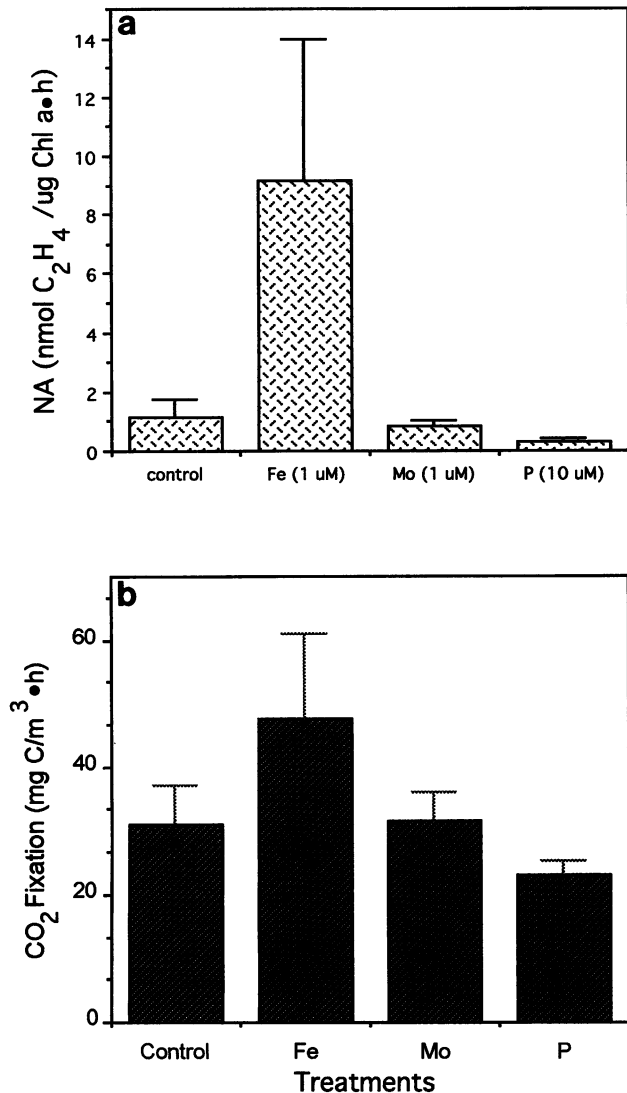 a
14
12
10
8
6
4
2
0
NA (nmol C2H4 /ug Chl a•h)
control Fe (1 uM) Mo (1 uM) P (10 uM)
b
60
40
20
0
CO2 Fixation (mg C/m3 •h)
Control Fe Mo P
Treatments